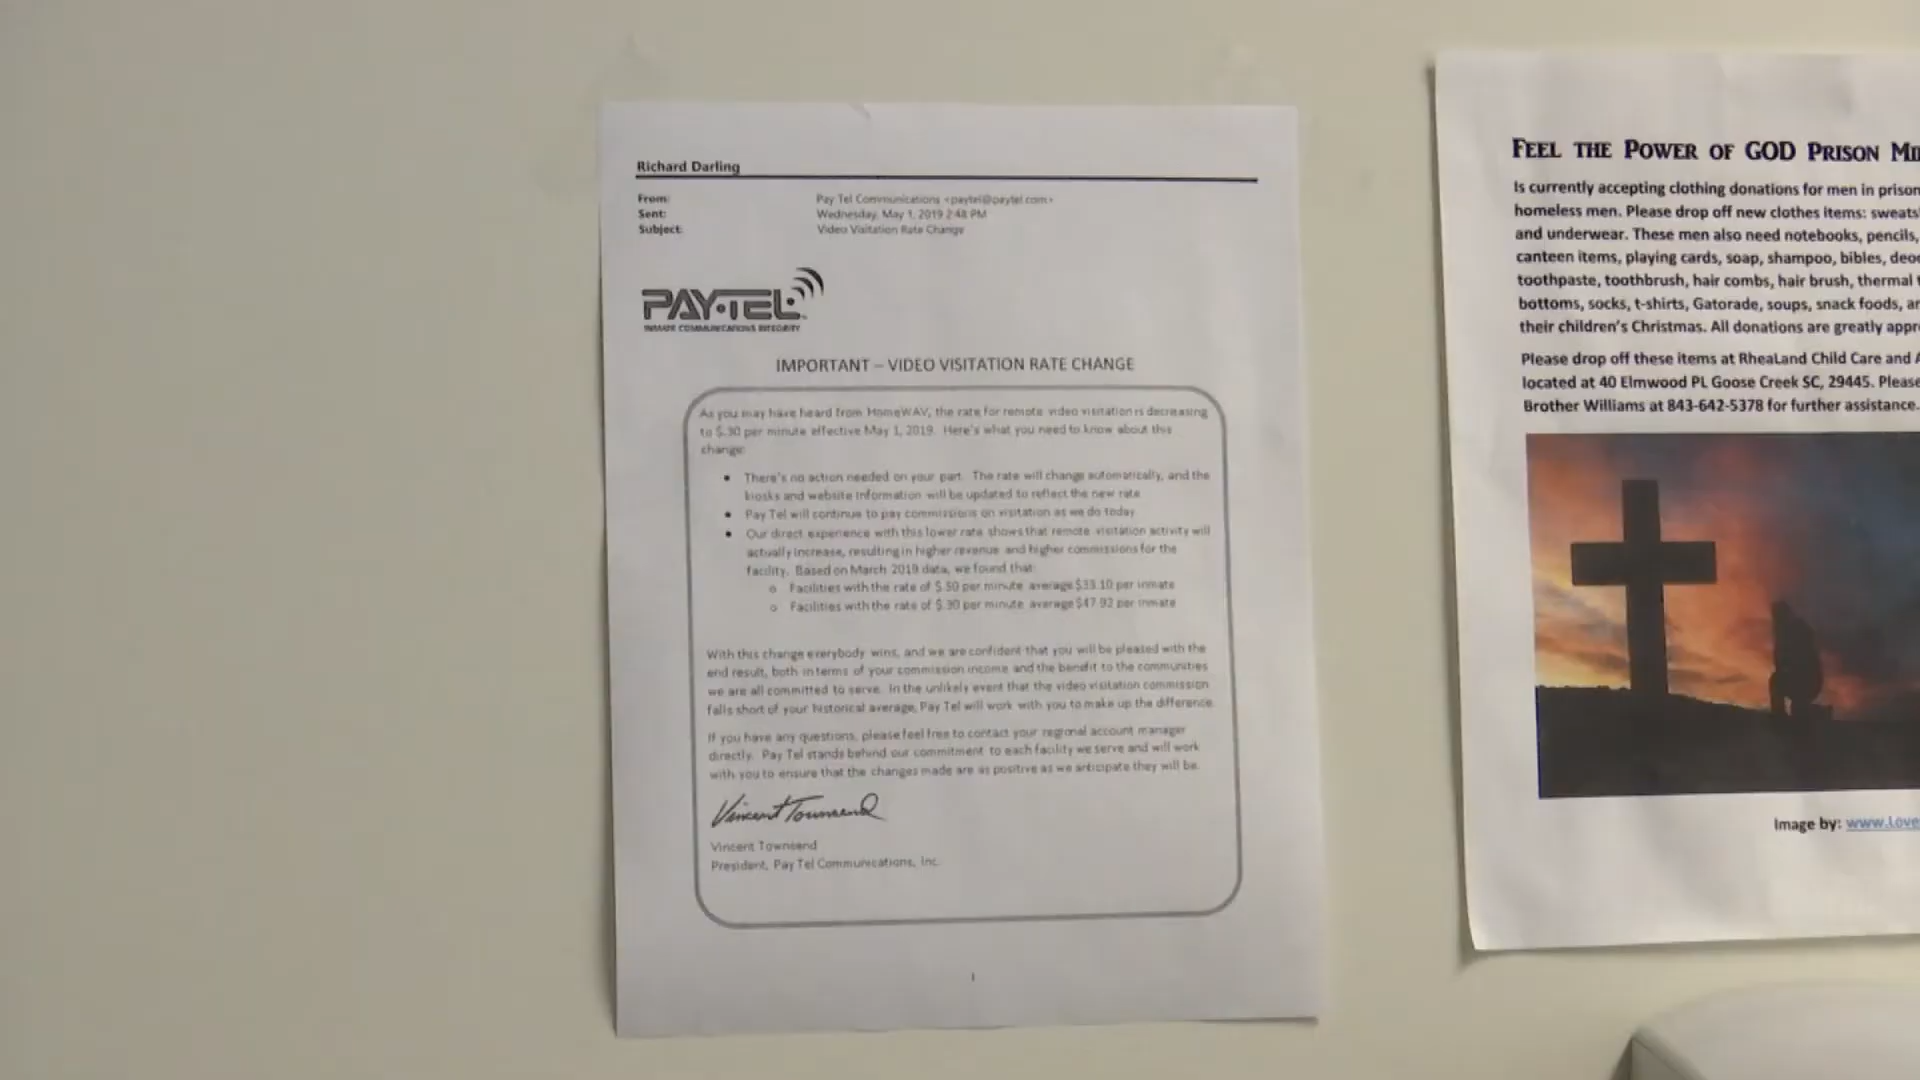 Richard Darling
From: Pay Tel Communications <paytel@paytel.com>
Sent: Wednesday, May 1, 2019 2:48 PM
Subject: Video Visitation Rate Change
PAY•TEL
INMATE COMMUNICATIONS INTEGRITY
IMPORTANT – VIDEO VISITATION RATE CHANGE
As you may have heard from HomeWAV, the rate for remote video visitation is decreasing
to $.30 per minute effective May 1, 2019. Here's what you need to know about this
change:
• There's no action needed on your part. The rate will change automatically, and the
kiosks and website information will be updated to reflect the new rate
• Pay Tel will continue to pay commissions on visitation as we do today
• Our direct experience with this lower rate shows that remote visitation activity will
actually increase, resulting in higher revenue and higher commissions for the
facility. Based on March 2019 data, we found that:
o Facilities with the rate of $.50 per minute average $33.10 per inmate
o Facilities with the rate of $.30 per minute average $47.92 per inmate
With this change everybody wins, and we are confident that you will be pleased with the
end result, both in terms of your commission income and the benefit to the communities
we are all committed to serve. In the unlikely event that the video visitation commission
falls short of your historical average, Pay Tel will work with you to make up the difference.
If you have any questions, please feel free to contact your regional account manager
directly. Pay Tel stands behind our commitment to each facility we serve and will work
with you to ensure that the changes made are as positive as we anticipate they will be.
Vincent Townsend
Vincent Townsend
President, Pay Tel Communications, Inc.
1
FEEL THE POWER OF GOD PRISON
Is currently accepting clothing donations for men in prison
homeless men. Please drop off new clothes items: sweats
and underwear. These men also need notebooks, pencils,
canteen items, playing cards, soap, shampoo, bibles,
toothpaste, toothbrush, hair combs, hair brush, thermal
bottoms, socks, t-shirts, Gatorade, soups, snack foods,
their children's Christmas. All donations are greatly
Please drop off these items at RheaLand Child Care and
located at 40 Elmwood PL Goose Creek SC, 29445. Please
Brother Williams at 843-642-5378 for further assistance.
Image by: www.Love